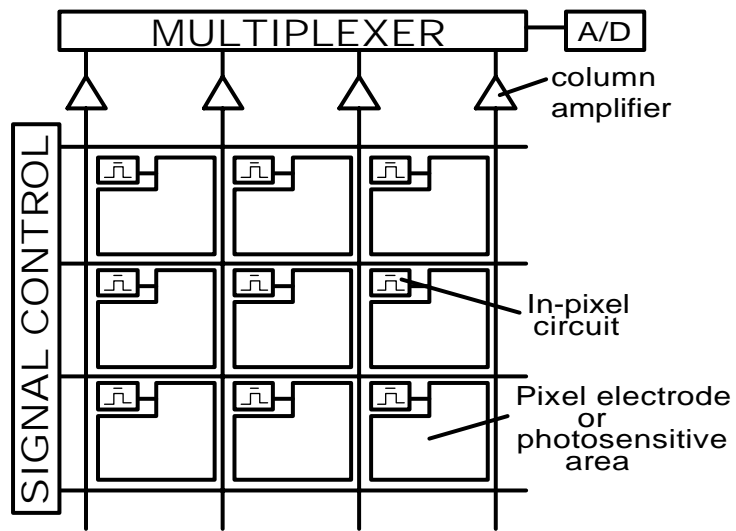 MULTIPLEXER
A/D
column
amplifier
SIGNAL CONTROL
In-pixel
circuit
Pixel electrode
or
photosensitive
area